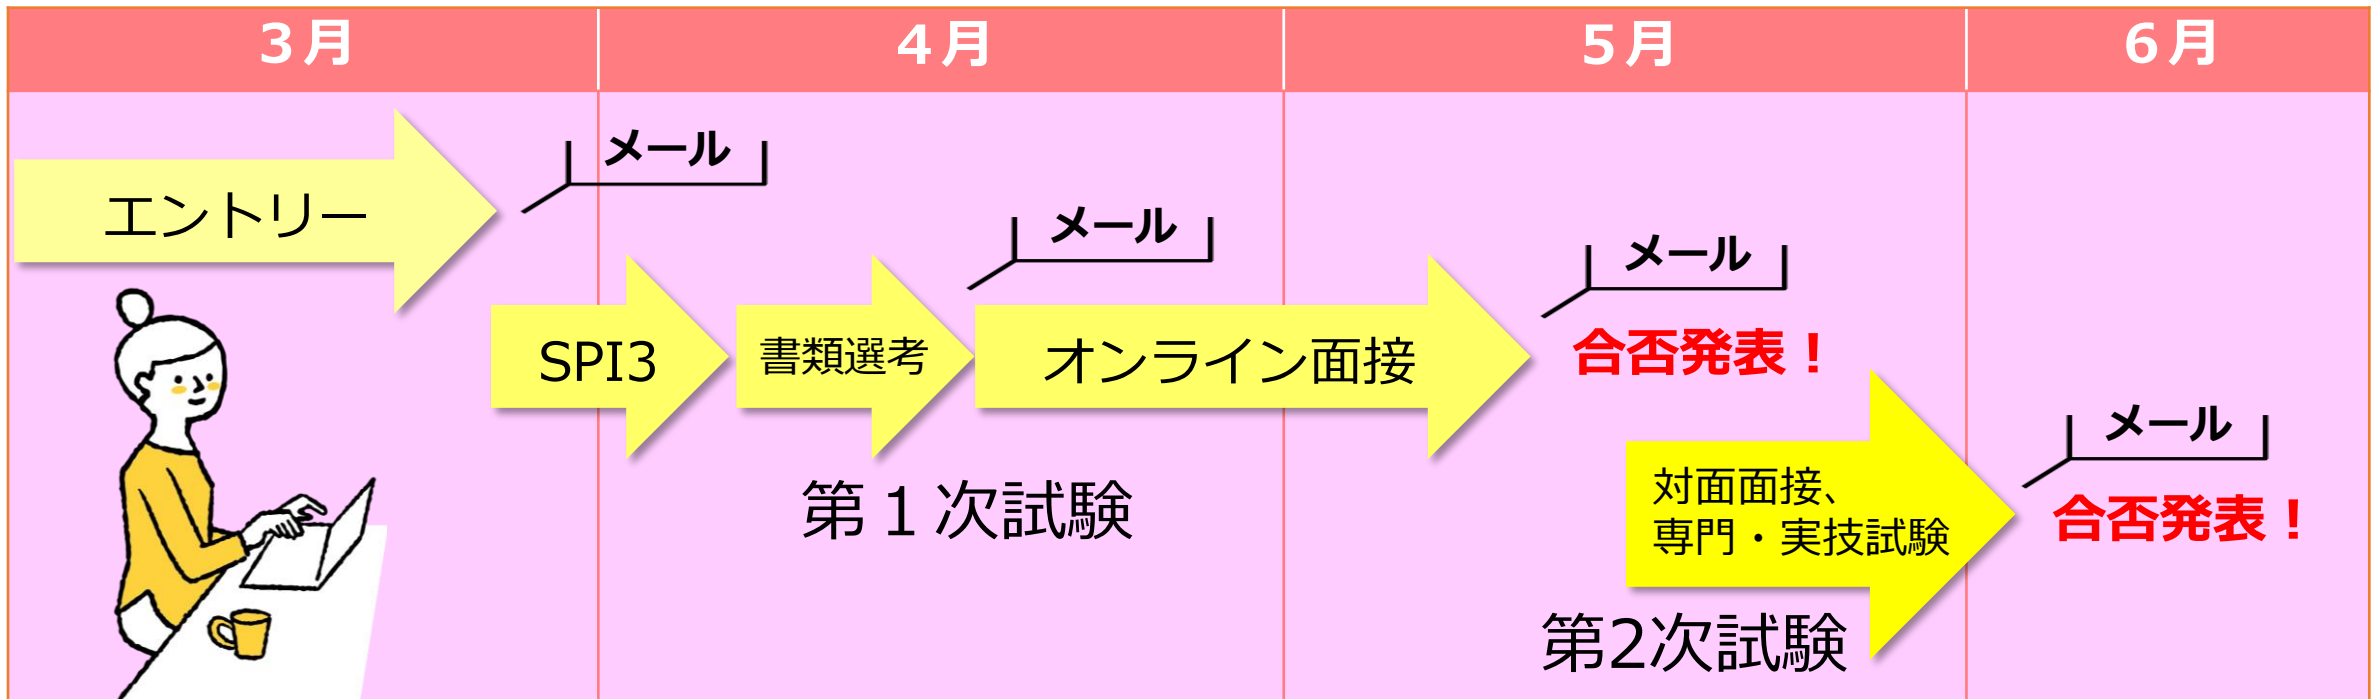 ３月
４月
５月
６月
エントリー
メール
SPI3
書類選考
メール
オンライン面接
メール
合否発表！
第１次試験
対面面接、
専門・実技試験
メール
合否発表！
第2次試験